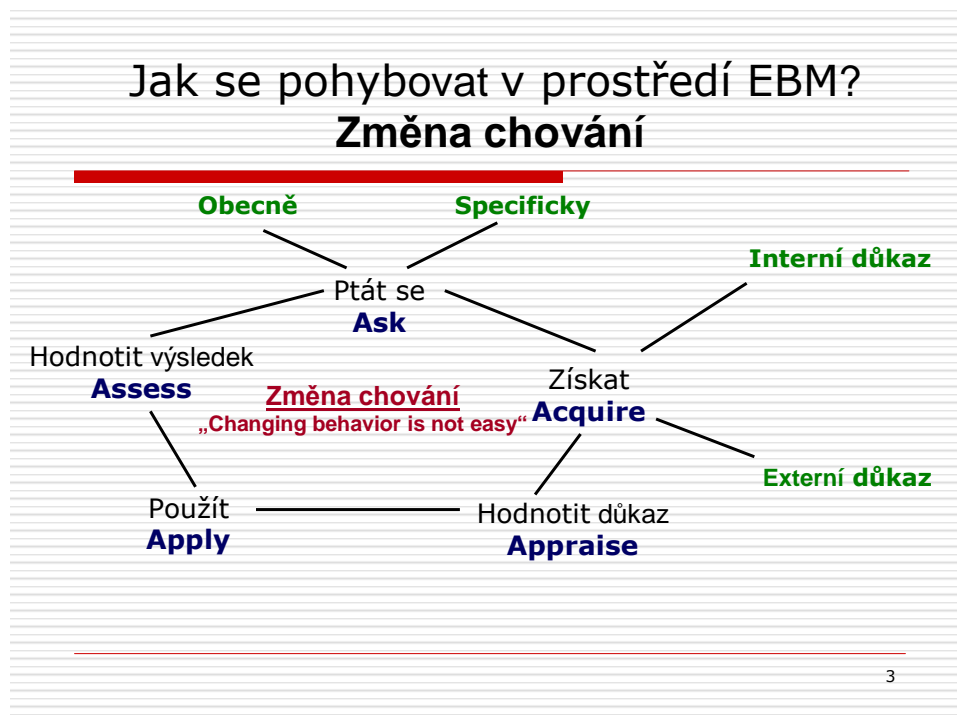 Jak se pohybovat v prostředí EBM?
Změna chování
Obecně
Specificky
Interní důkaz
Ptát se
Ask
Hodnotit výsledek
Assess
Změna chování
„Changing behavior is not easy“
Získat
Acquire
Externí důkaz
Použít
Apply
Hodnotit důkaz
Appraise
3